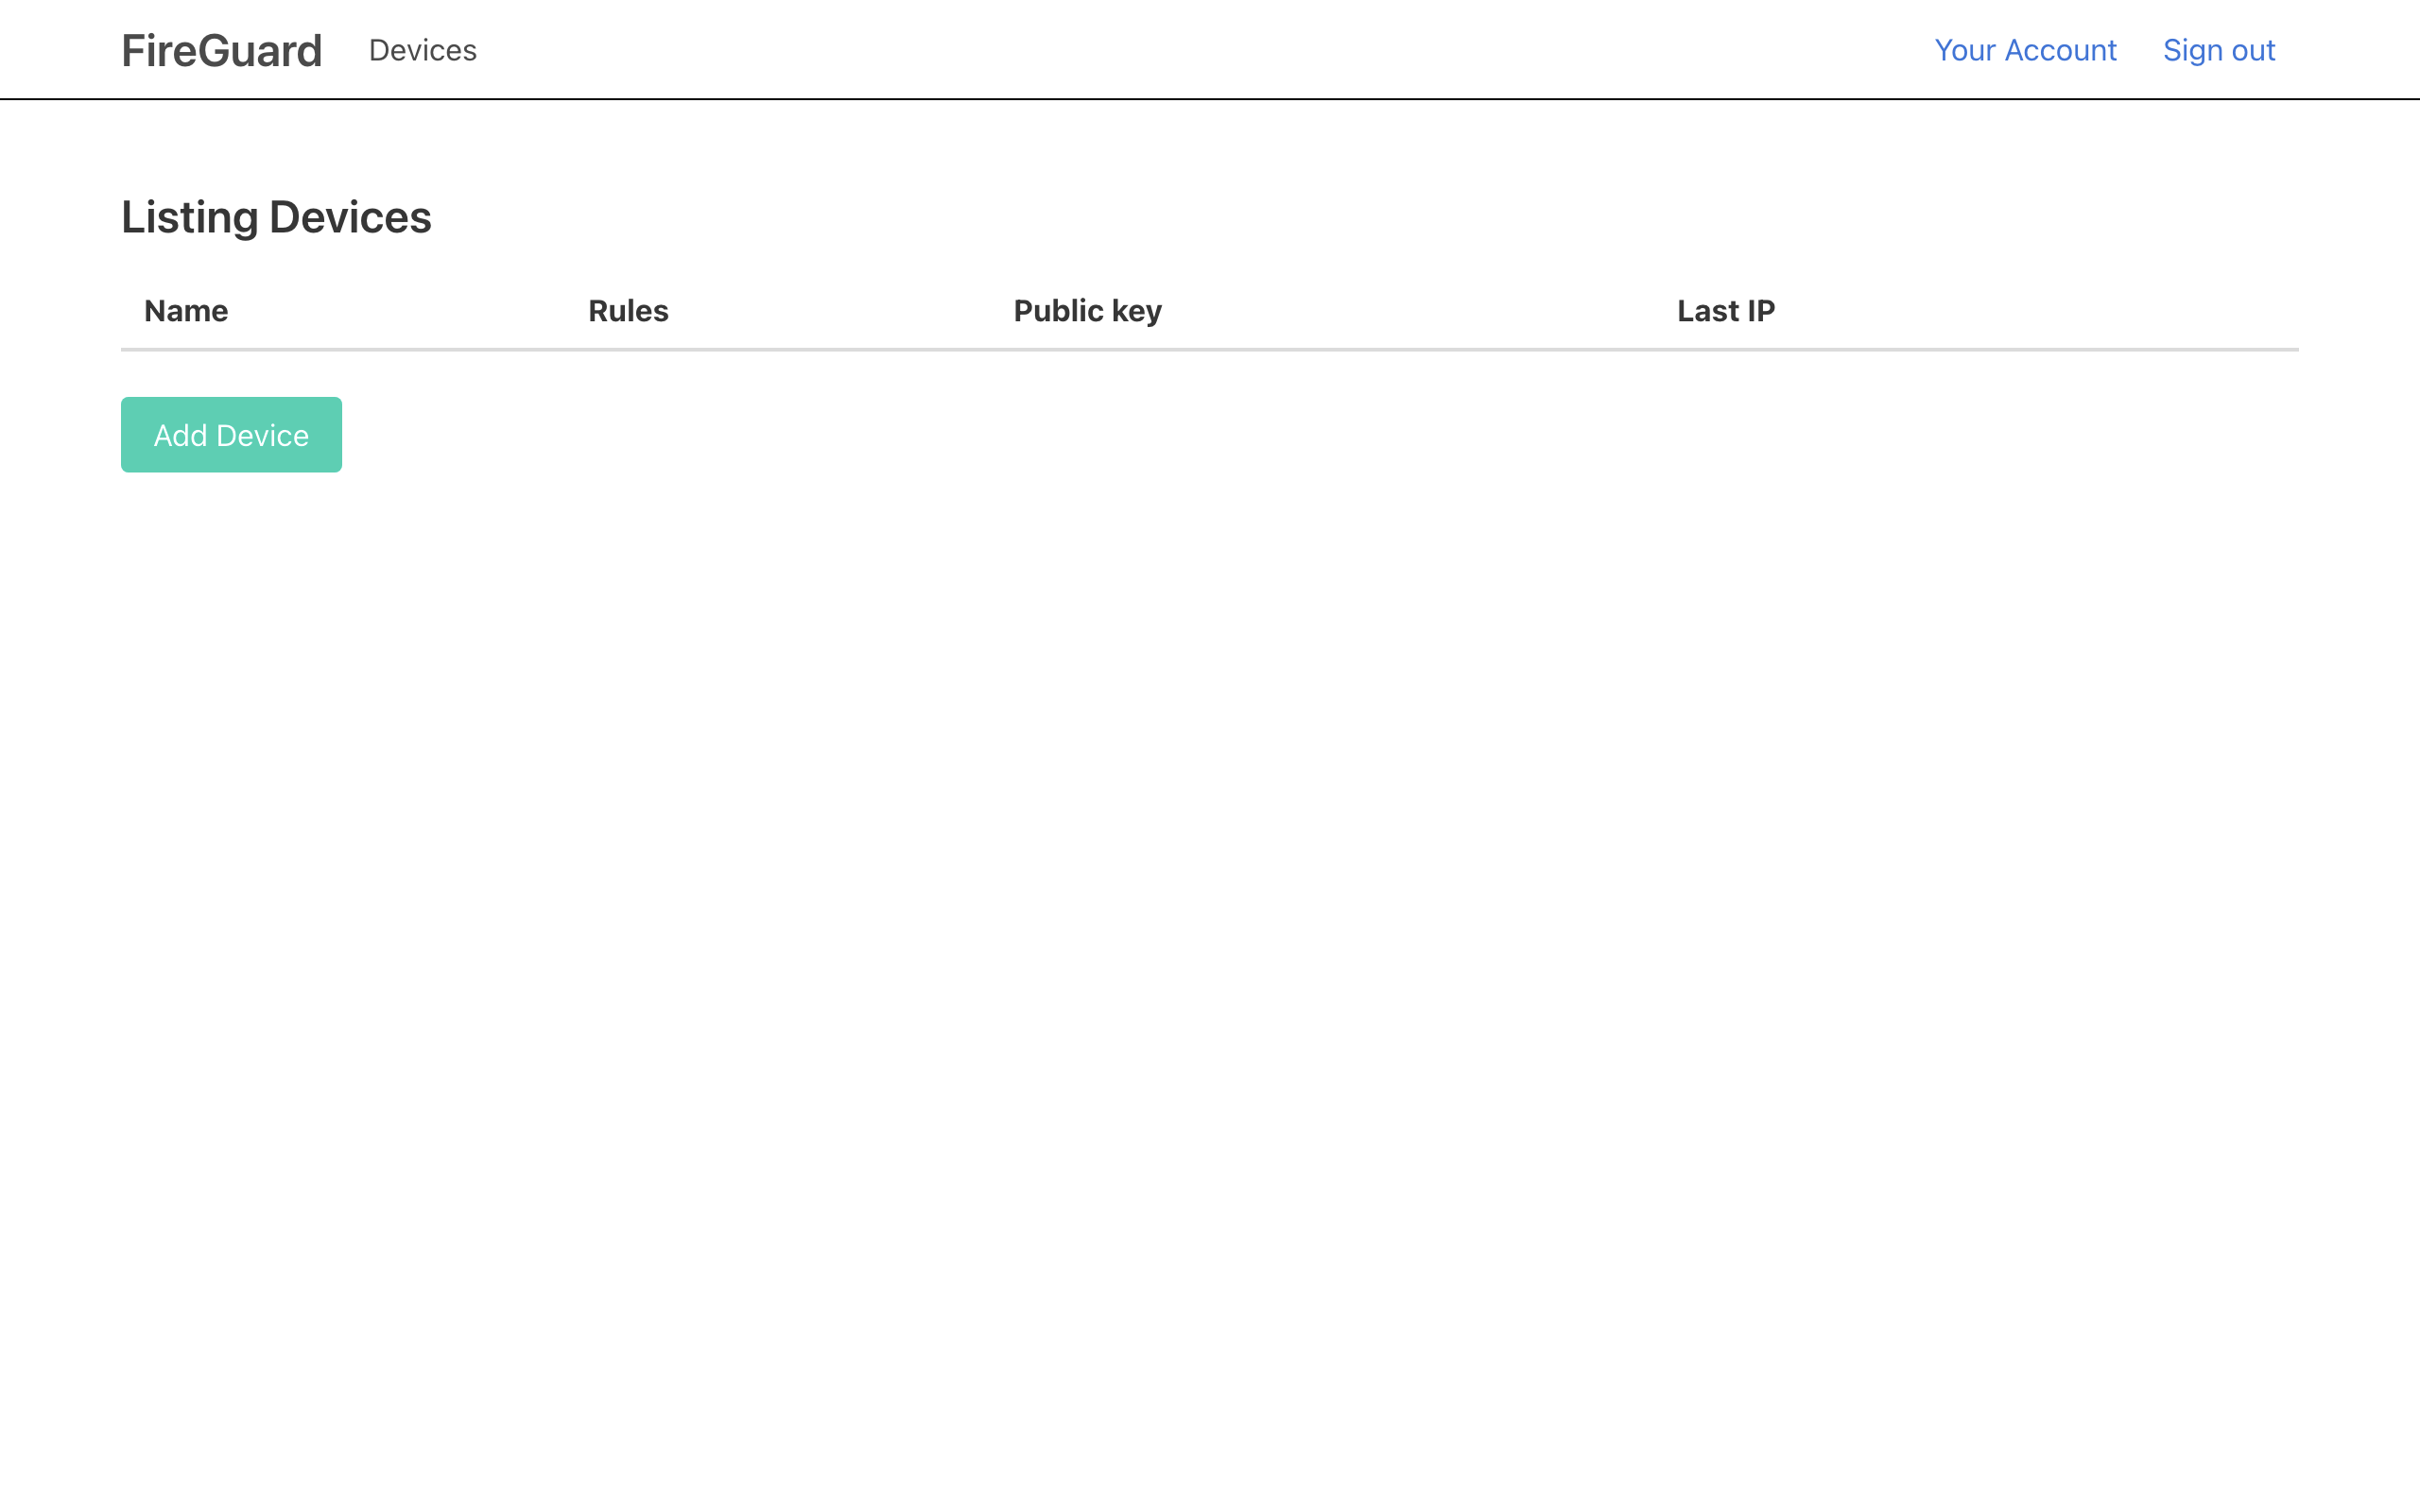 FireGuard Devices Your Account Sign out
Listing Devices
Name Rules Public key Last IP
Add Device